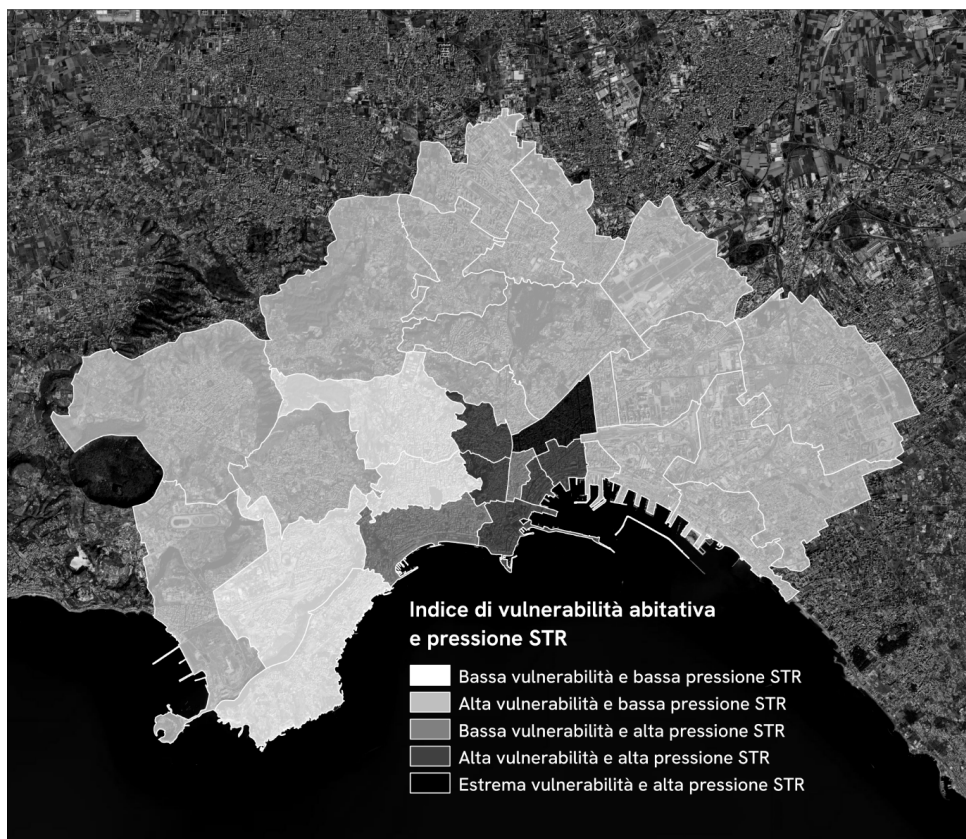 Indice di vulnerabilità abitativa
e pressione STR
Bassa vulnerabilità e bassa pressione STR
Alta vulnerabilità e bassa pressione STR
Bassa vulnerabilità e alta pressione STR
Alta vulnerabilità e alta pressione STR
Estrema vulnerabilità e alta pressione STR